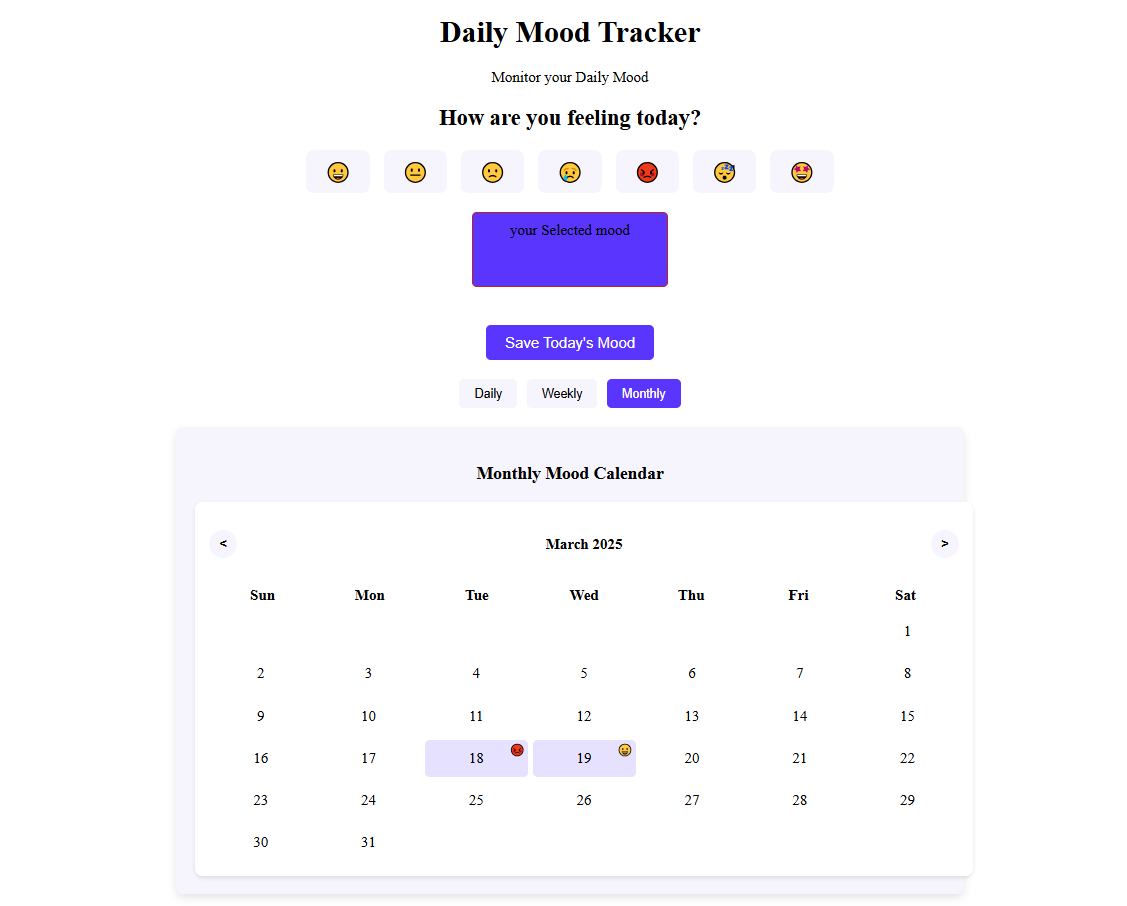 Daily Mood Tracker
Monitor your Daily Mood
How are you feeling today?
your Selected mood
Save Today's Mood
Daily Weekly Monthly
Monthly Mood Calendar
< March 2025 >
Sun Mon Tue Wed Thu Fri Sat
1
2 3 4 5 6 7 8
9 10 11 12 13 14 15
16 17 18 19 20 21 22
23 24 25 26 27 28 29
30 31